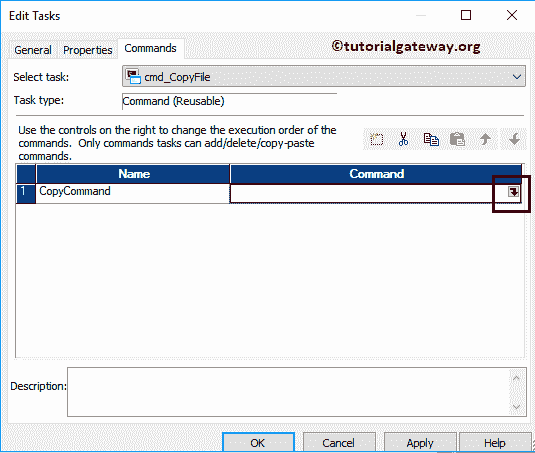 Edit Tasks
General Properties Commands
©tutorialgateway.org
Select task: cmd_CopyFile
Task type: Command (Reusable)
Use the controls on the right to change the execution order of the
commands. Only commands tasks can add/delete/copy-paste
commands.
Name Command
1 CopyCommand
Description:
OK Cancel Apply Help